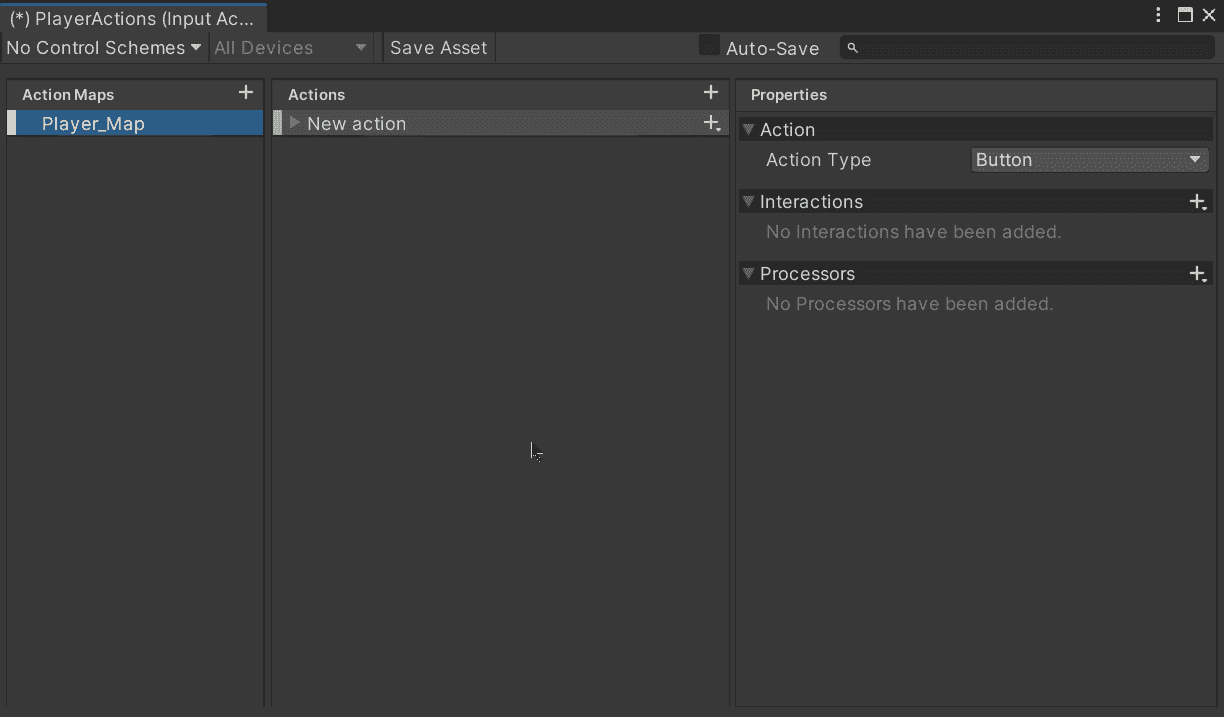 (*) PlayerActions (Input Ac...
No Control Schemes All Devices Save Asset Auto-Save
Action Maps Actions Properties
Player_Map New action Action
Action Type Button
Interactions
No Interactions have been added.
Processors
No Processors have been added.